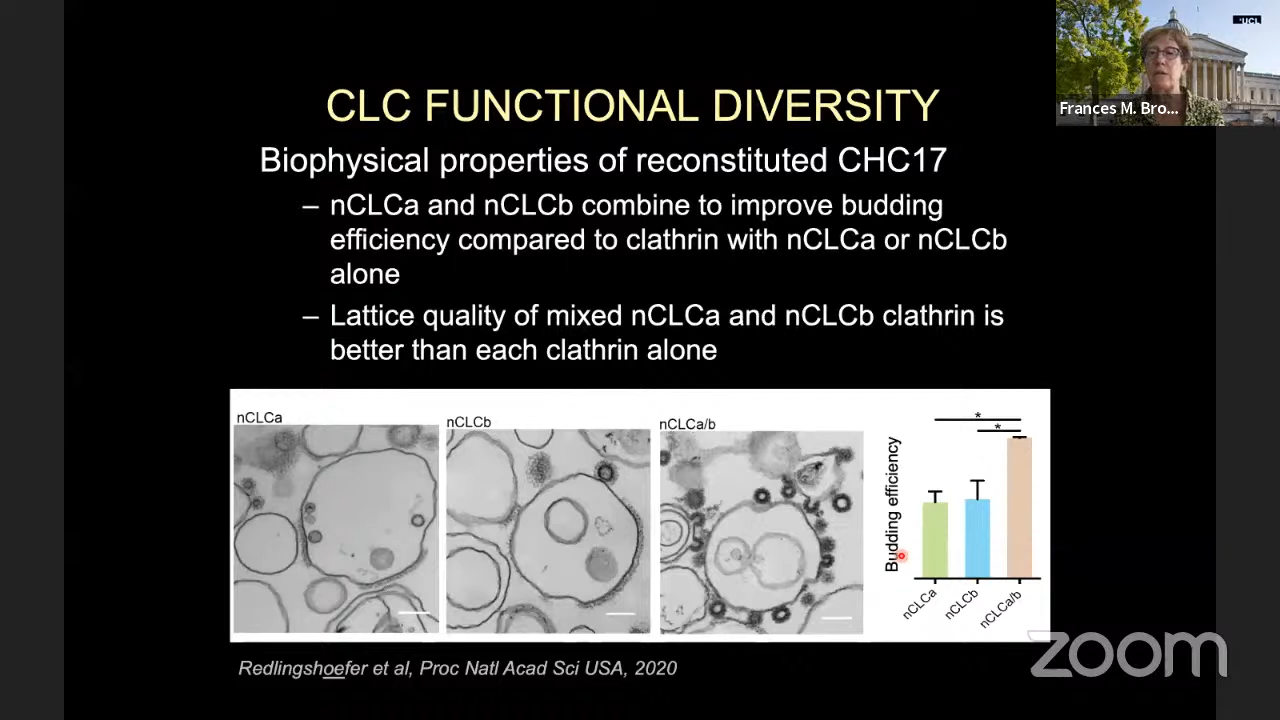 UCL
Frances M. Bro...
CLC FUNCTIONAL DIVERSITY
Biophysical properties of reconstituted CHC17
– nCLCa and nCLCb combine to improve budding
efficiency compared to clathrin with nCLCa or nCLCb
alone
– Lattice quality of mixed nCLCa and nCLCb clathrin is
better than each clathrin alone
nCLCa
nCLCb
nCLCa/b
*
*
Budding efficiency
nCLCa
nCLCb
nCLCa/b
Redlingshoefer et al, Proc Natl Acad Sci USA, 2020
zoom